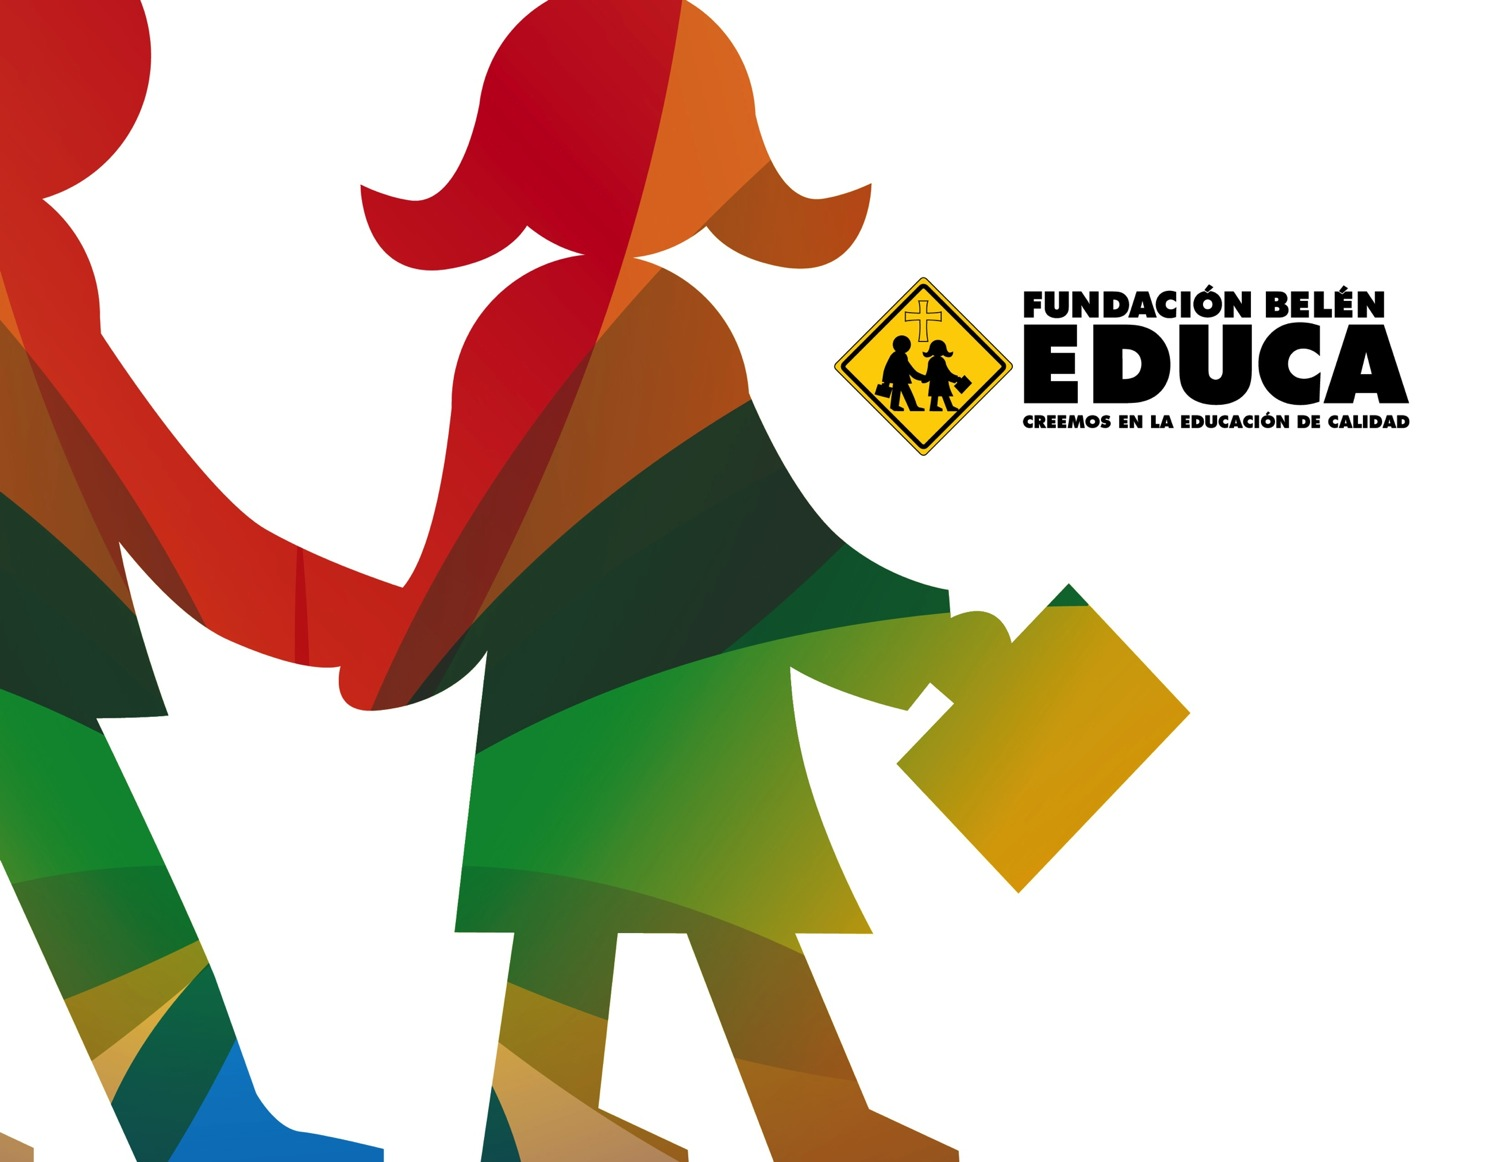 FUNDACIÓN BELÉN
EDUCA
CREEMOS EN LA EDUCACIÓN DE CALIDAD